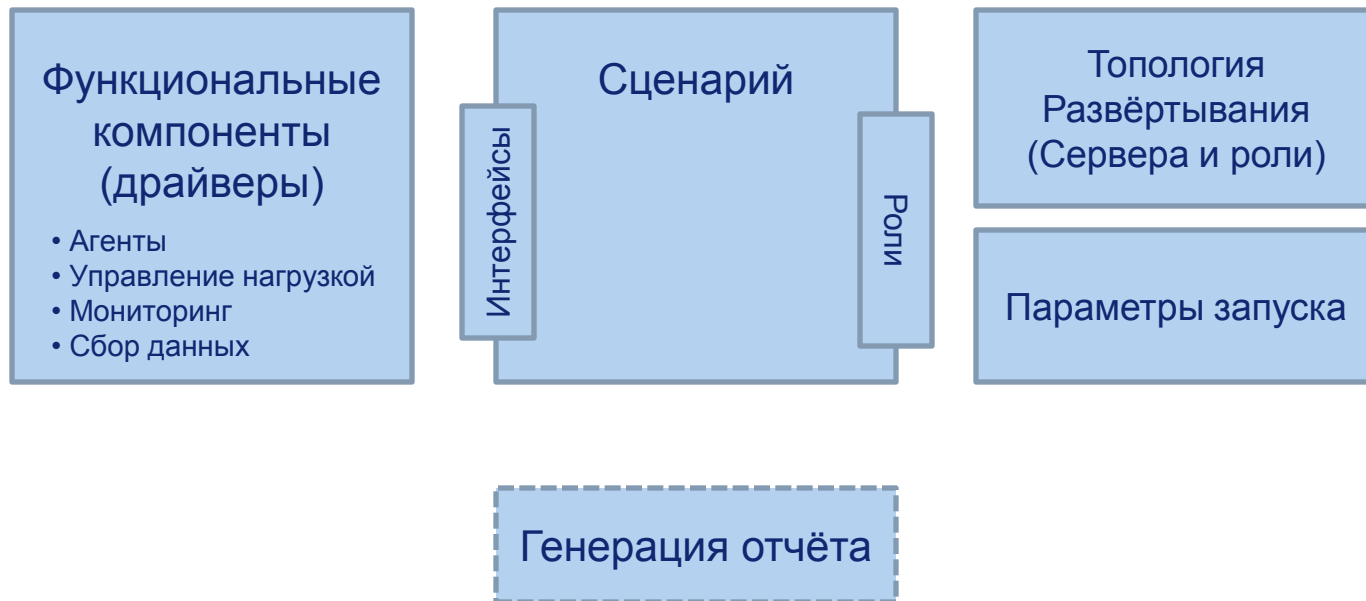 Функциональные
компоненты
(драйверы)
• Агенты
• Управление нагрузкой
• Мониторинг
• Сбор данных
Интерфейсы
Сценарий
Роли
Топология
Развёртывания
(Сервера и роли)
Параметры запуска
Генерация отчёта